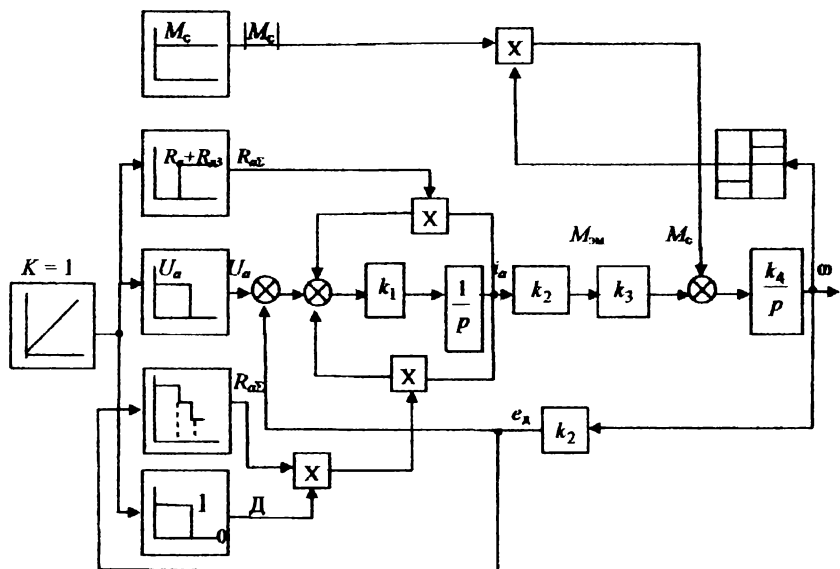 M_c |M_c|
X
R_a+R_д3 R_aΣ
X
K = 1
U_a U_a
k_1
1/p
i_a
k_2
M_эм
k_3
M_c
k_4/p
ω
R_aΣ
X
e_д
k_2
X
1
0
Д